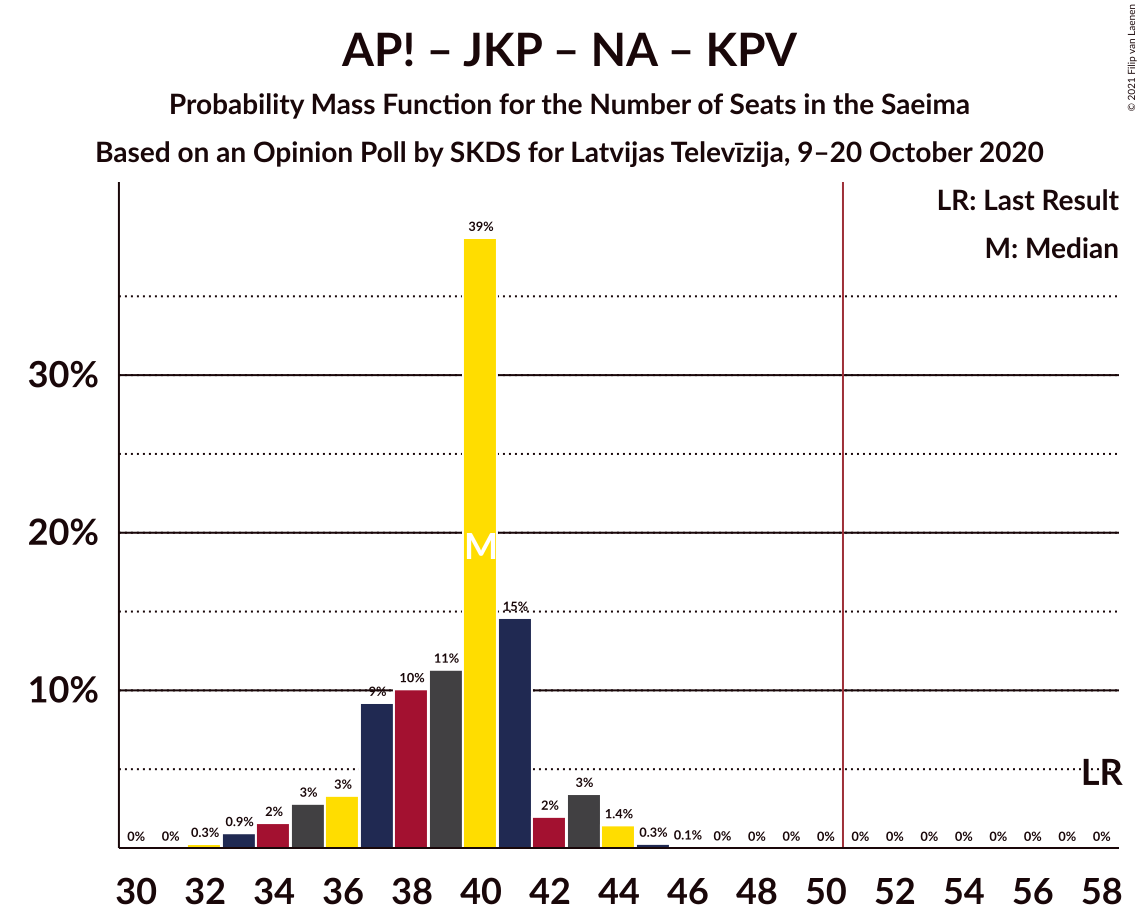 AP! – JKP – NA – KPV
Probability Mass Function for the Number of Seats in the Saeima
Based on an Opinion Poll by SKDS for Latvijas Televīzija, 9–20 October 2020
© 2021 Filip van Laenen
LR: Last Result
M: Median
30%
20%
10%
0% 0% 0.3% 0.9% 2% 3% 3% 9% 10% 11% 39% 15% 2% 3% 1.4% 0.3% 0.1% 0% 0% 0% 0% 0% 0% 0% 0% 0% 0% 0% 0%
M
LR
30 32 34 36 38 40 42 44 46 48 50 52 54 56 58